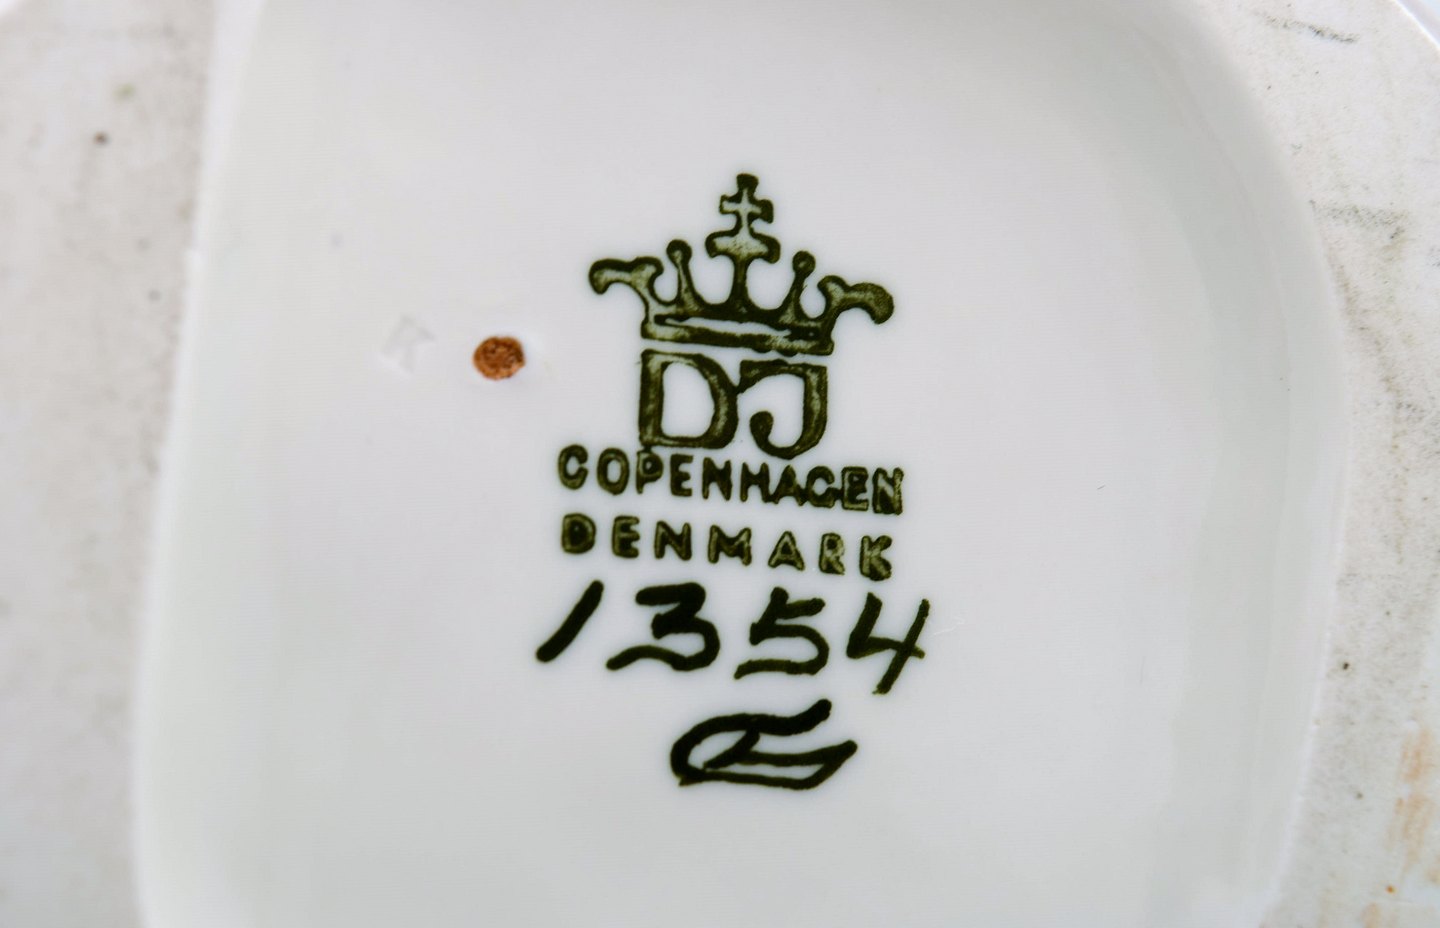 K
DJ
COPENHAGEN
DENMARK
1354